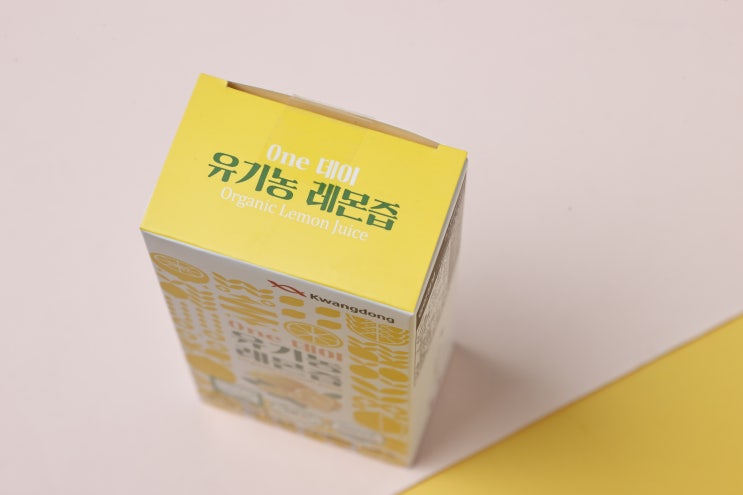 One 데이
유기농 레몬즙
Organic Lemon Juice
Kwangdong
One 데이
유기농
레몬즙